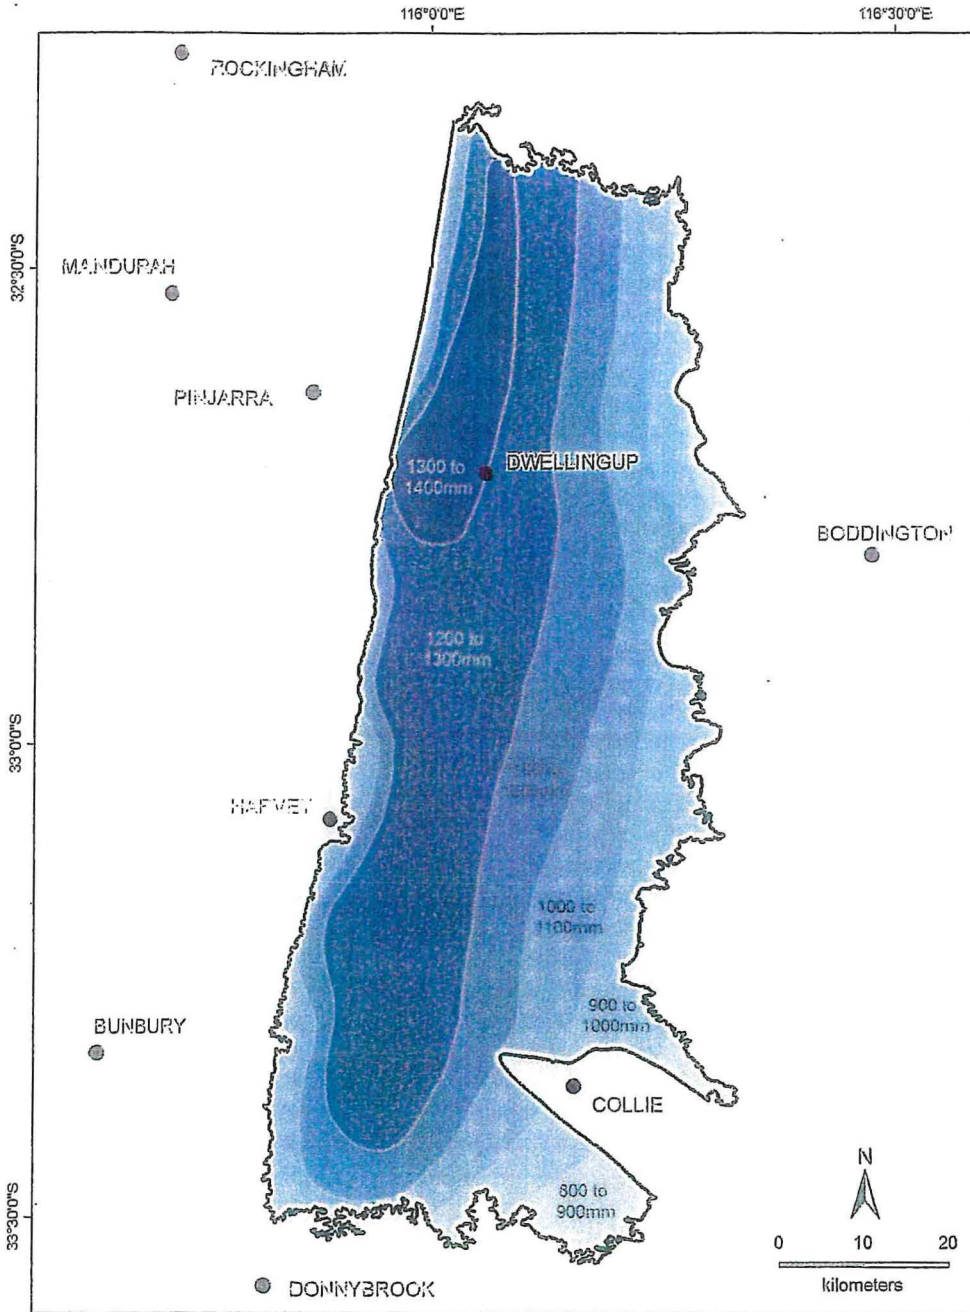 116°0'0"E
116°30'0"E
ROCKINGHAM
32°30'0"S
MANDURAH
PINJARRA
1300 to
1400mm
DWELLINGUP
BODDINGTON
1200 to
1300mm
33°0'0"S
HARVEY
1000 to
1100mm
900 to
1000mm
BUNBURY
COLLIE
N
800 to
900mm
33°30'0"S
0 10 20
kilometers
DONNYBROOK